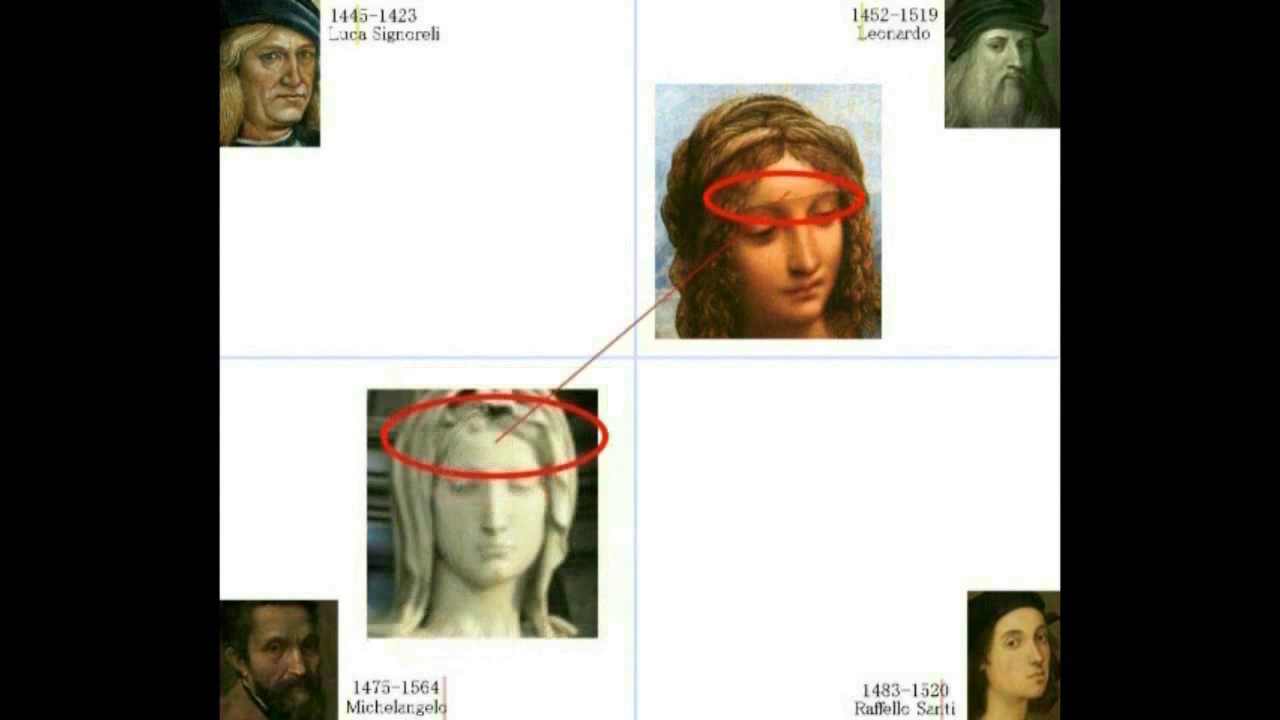 1445-1423
Luca Signoreli
1452-1519
Leonardo
1475-1564
Michelangelo
1483-1520
Raffello Santi